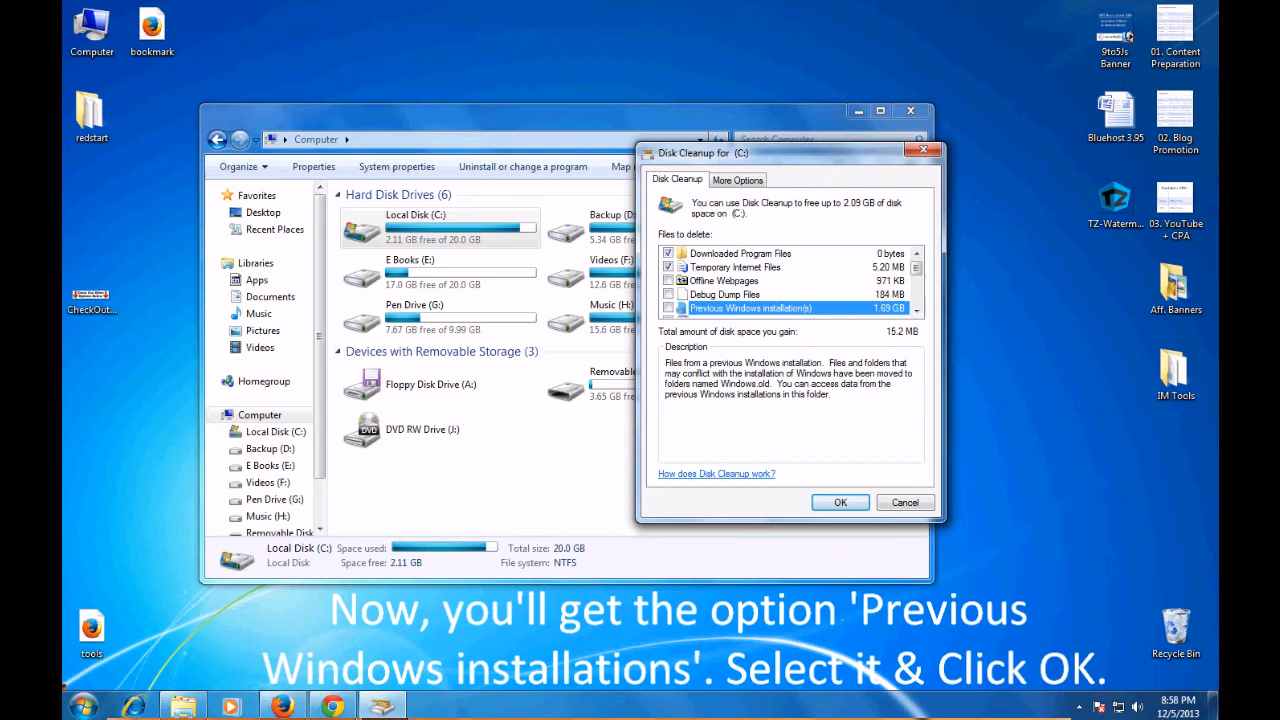 Computer
bookmark
redstart
CheckOut...
tools
9to5Js
Banner
01. Content
Preparation
Bluehost 3.95
02. Blog
Promotion
TZ-Waterm...
03. YouTube
+ CPA
Aff. Banners
IM Tools
Recycle Bin
Computer
Search Computer
Organize
Properties
System properties
Uninstall or change a program
Map
Favorites
Desktop
Recent Places
Libraries
Apps
Documents
Music
Pictures
Videos
Homegroup
Computer
Local Disk (C:)
Backup (D:)
E Books (E:)
Videos (F:)
Pen Drive (G:)
Music (H:)
Removable Disk
Hard Disk Drives (6)
Local Disk (C:)
2.11 GB free of 20.0 GB
Backup (D
5.34 GB fr
E Books (E:)
17.0 GB free of 20.0 GB
Videos (F:
6.23 GB fr
Pen Drive (G:)
7.67 GB free of 9.99 GB
Music (H:
15.6 GB fr
Devices with Removable Storage (3)
Floppy Disk Drive (A:)
Removable
3.65 GB fr
DVD RW Drive (J:)
Local Disk (C:) Space used: Total size: 20.0 GB
Local Disk Space free: 2.11 GB File system: NTFS
Disk Cleanup for (C:)
Disk Cleanup
More Options
You can use Disk Cleanup to free up to 2.09 GB of disk
space on (C:).
Files to delete:
Downloaded Program Files 0 bytes
Temporary Internet Files 5.20 MB
Offline Webpages 971 KB
Debug Dump Files 184 MB
Previous Windows installation(s) 1.69 GB
Total amount of disk space you gain: 15.2 MB
Description
Files from a previous Windows installation. Files and folders that
may conflict with the installation of Windows have been moved to
folders named Windows.old. You can access data from the
previous Windows installations in this folder.
How does Disk Cleanup work?
OK
Cancel
Now, you'll get the option 'Previous
Windows installations'. Select it & Click OK.
8:58 PM
12/5/2013